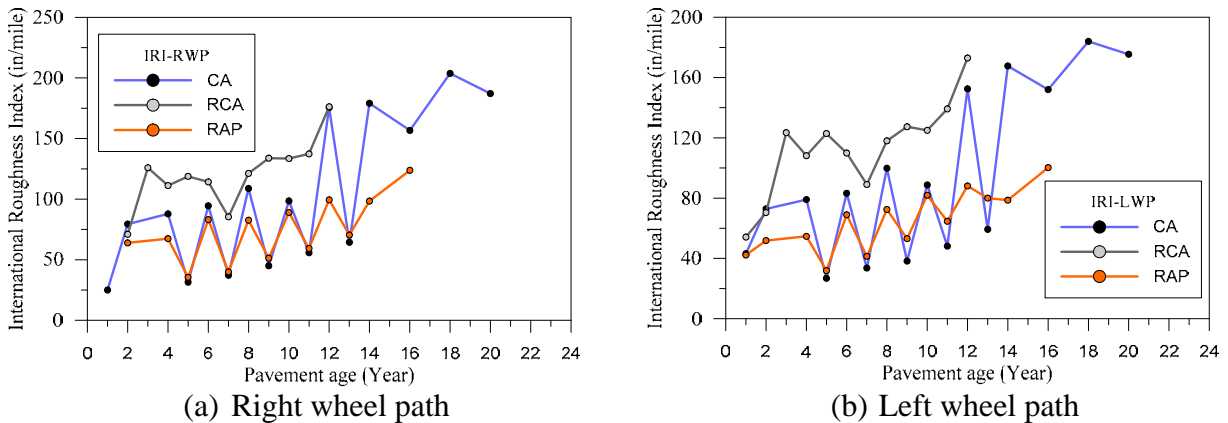 International Roughness Index (in/mile)
250
200
150
100
50
0
IRI-RWP
CA
RCA
RAP
0 2 4 6 8 10 12 14 16 18 20 22 24
Pavement age (Year)
(a) Right wheel path
International Roughness Index (in/mile)
200
160
120
80
40
0
IRI-LWP
CA
RCA
RAP
0 2 4 6 8 10 12 14 16 18 20 22 24
Pavement age (Year)
(b) Left wheel path